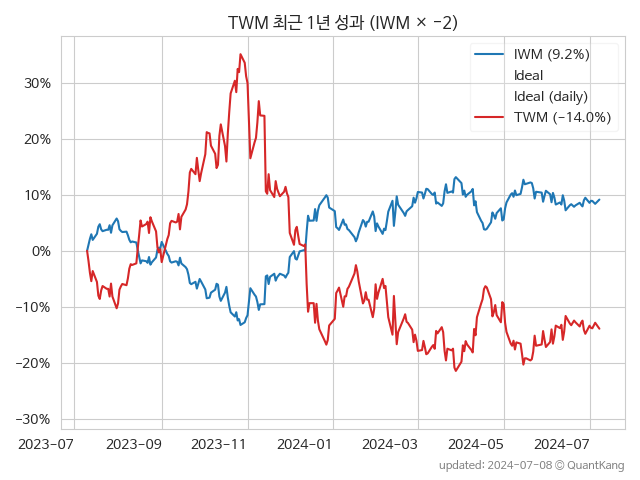 TWM 최근 1년 성과 (IWM × −2)
IWM (9.2%)
Ideal
Ideal (daily)
TWM (−14.0%)
30%
20%
10%
0%
−10%
−20%
−30%
2023-07 2023-09 2023-11 2024-01 2024-03 2024-05 2024-07
updated: 2024-07-08 © QuantKang